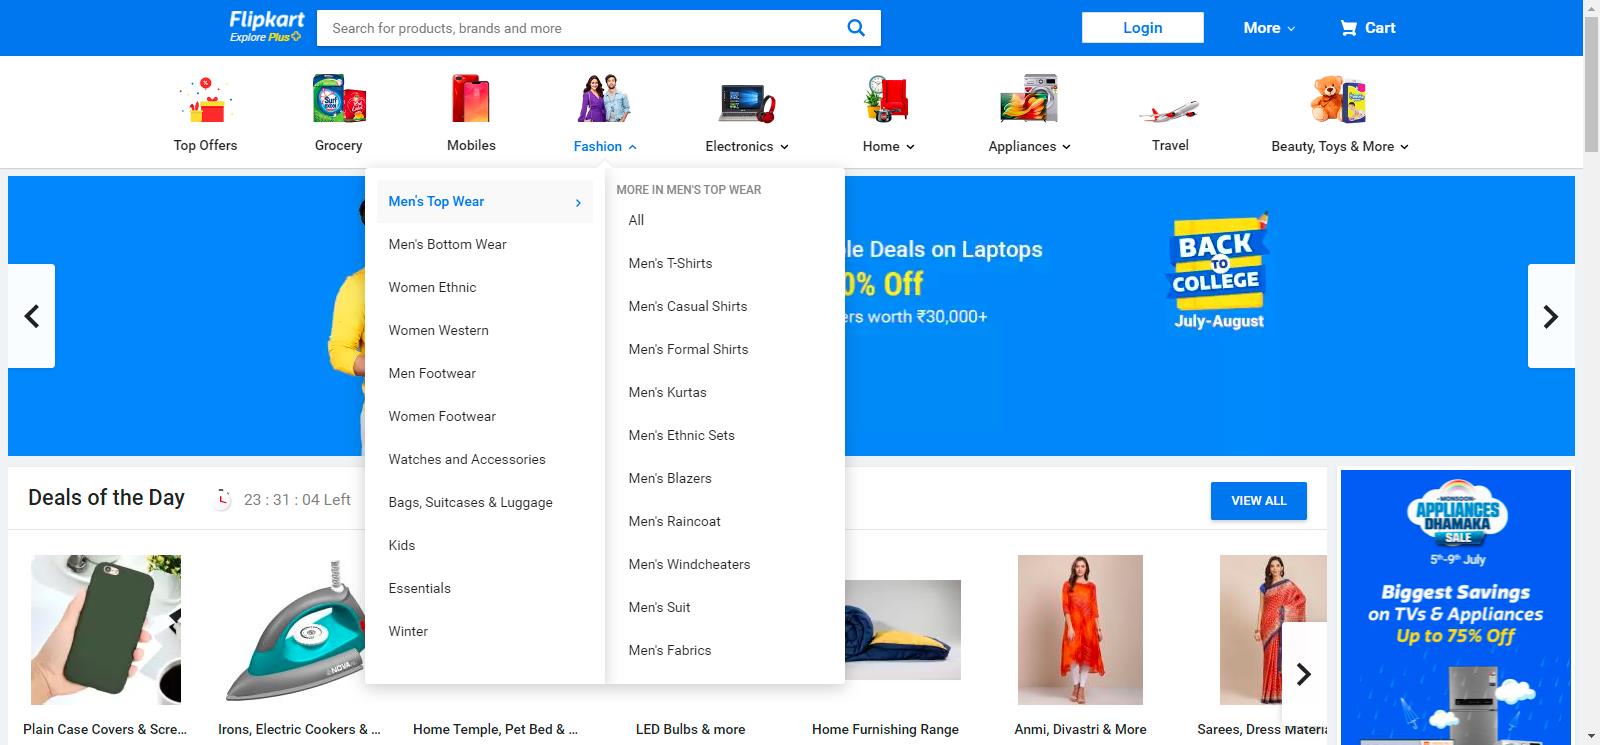 Flipkart
Explore Plus
Search for products, brands and more
Login
More
Cart
Top Offers
Grocery
Mobiles
Fashion
Electronics
Home
Appliances
Travel
Beauty, Toys & More
Men's Top Wear
Men's Bottom Wear
Women Ethnic
Women Western
Men Footwear
Women Footwear
Watches and Accessories
Bags, Suitcases & Luggage
Kids
Essentials
Winter
MORE IN MEN'S TOP WEAR
All
Men's T-Shirts
Men's Casual Shirts
Men's Formal Shirts
Men's Kurtas
Men's Ethnic Sets
Men's Blazers
Men's Raincoat
Men's Windcheaters
Men's Suit
Men's Fabrics
le Deals on Laptops
0% Off
ers worth ₹30,000+
BACK
TO
COLLEGE
July-August
Deals of the Day
23 : 31 : 04 Left
VIEW ALL
NOVA
Plain Case Covers & Scre...
Irons, Electric Cookers & ...
Home Temple, Pet Bed & ...
LED Bulbs & more
Home Furnishing Range
Anmi, Divastri & More
Sarees, Dress Materia
MONSOON
APPLIANCES
DHAMAKA
SALE
5th-9th July
Biggest Savings
on TVs & Appliances
Up to 75% Off